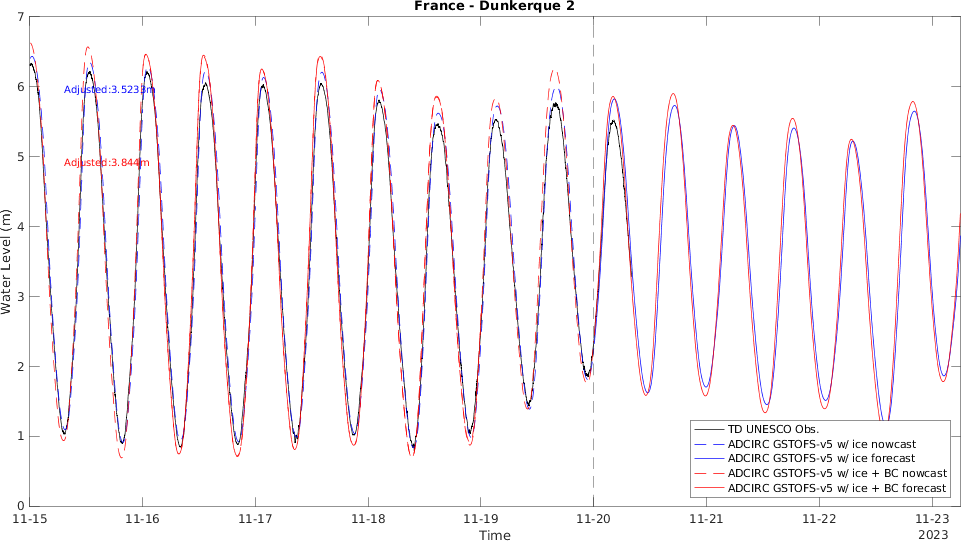 France - Dunkerque 2
7
6
5
4
3
2
1
0
Water Level (m)
Adjusted:3.5233m
Adjusted:3.844m
TD UNESCO Obs.
ADCIRC GSTOFS-v5 w/ ice nowcast
ADCIRC GSTOFS-v5 w/ ice forecast
ADCIRC GSTOFS-v5 w/ ice + BC nowcast
ADCIRC GSTOFS-v5 w/ ice + BC forecast
11-15 11-16 11-17 11-18 11-19 11-20 11-21 11-22 11-23
Time
2023